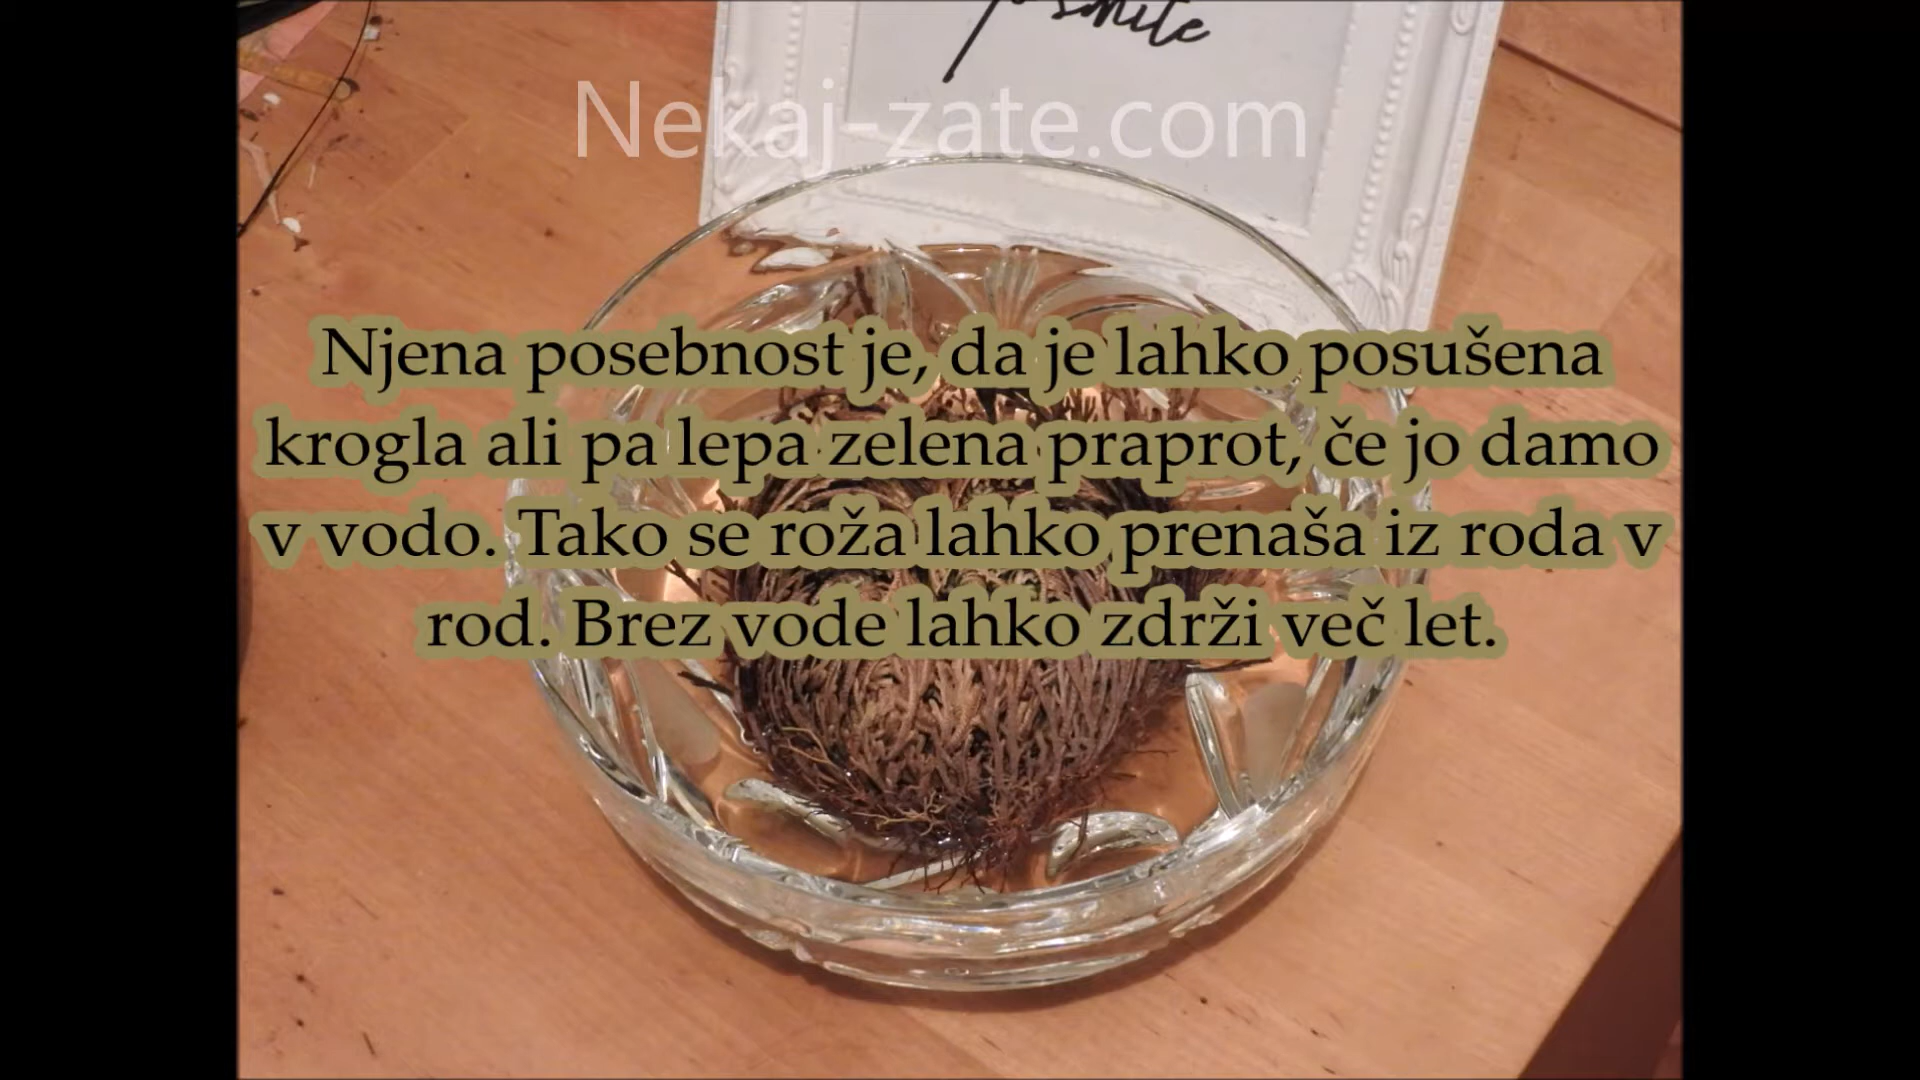 smile
Nekaj-zate.com
Njena posebnost je, da je lahko posušena
krogla ali pa lepa zelena praprot, če jo damo
v vodo. Tako se roža lahko prenaša iz roda v
rod. Brez vode lahko zdrži več let.